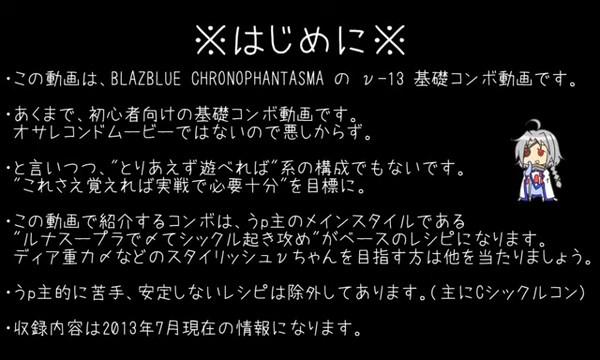 ※はじめに※
・この動画は、BLAZBLUE CHRONOPHANTASMA の ν-13 基礎コンボ動画です。
・あくまで、初心者向けの基礎コンボ動画です。
オサレコンドムービーではないので悪しからず。
・と言いつつ、"とりあえず遊べれば"系の構成でもないです。
"これさえ覚えれば実戦で必要十分"を目標に。
・この動画で紹介するコンボは、うp主のメインスタイルである
"ルナスープラで〆てシックル起き攻め"がベースのレシピになります。
ディア重力〆などのスタイリッシュνちゃんを目指す方は他を当たりましょう。
・うp主的に苦手、安定しないレシピは除外してあります。(主にCシックルコン)
・収録内容は2013年7月現在の情報になります。